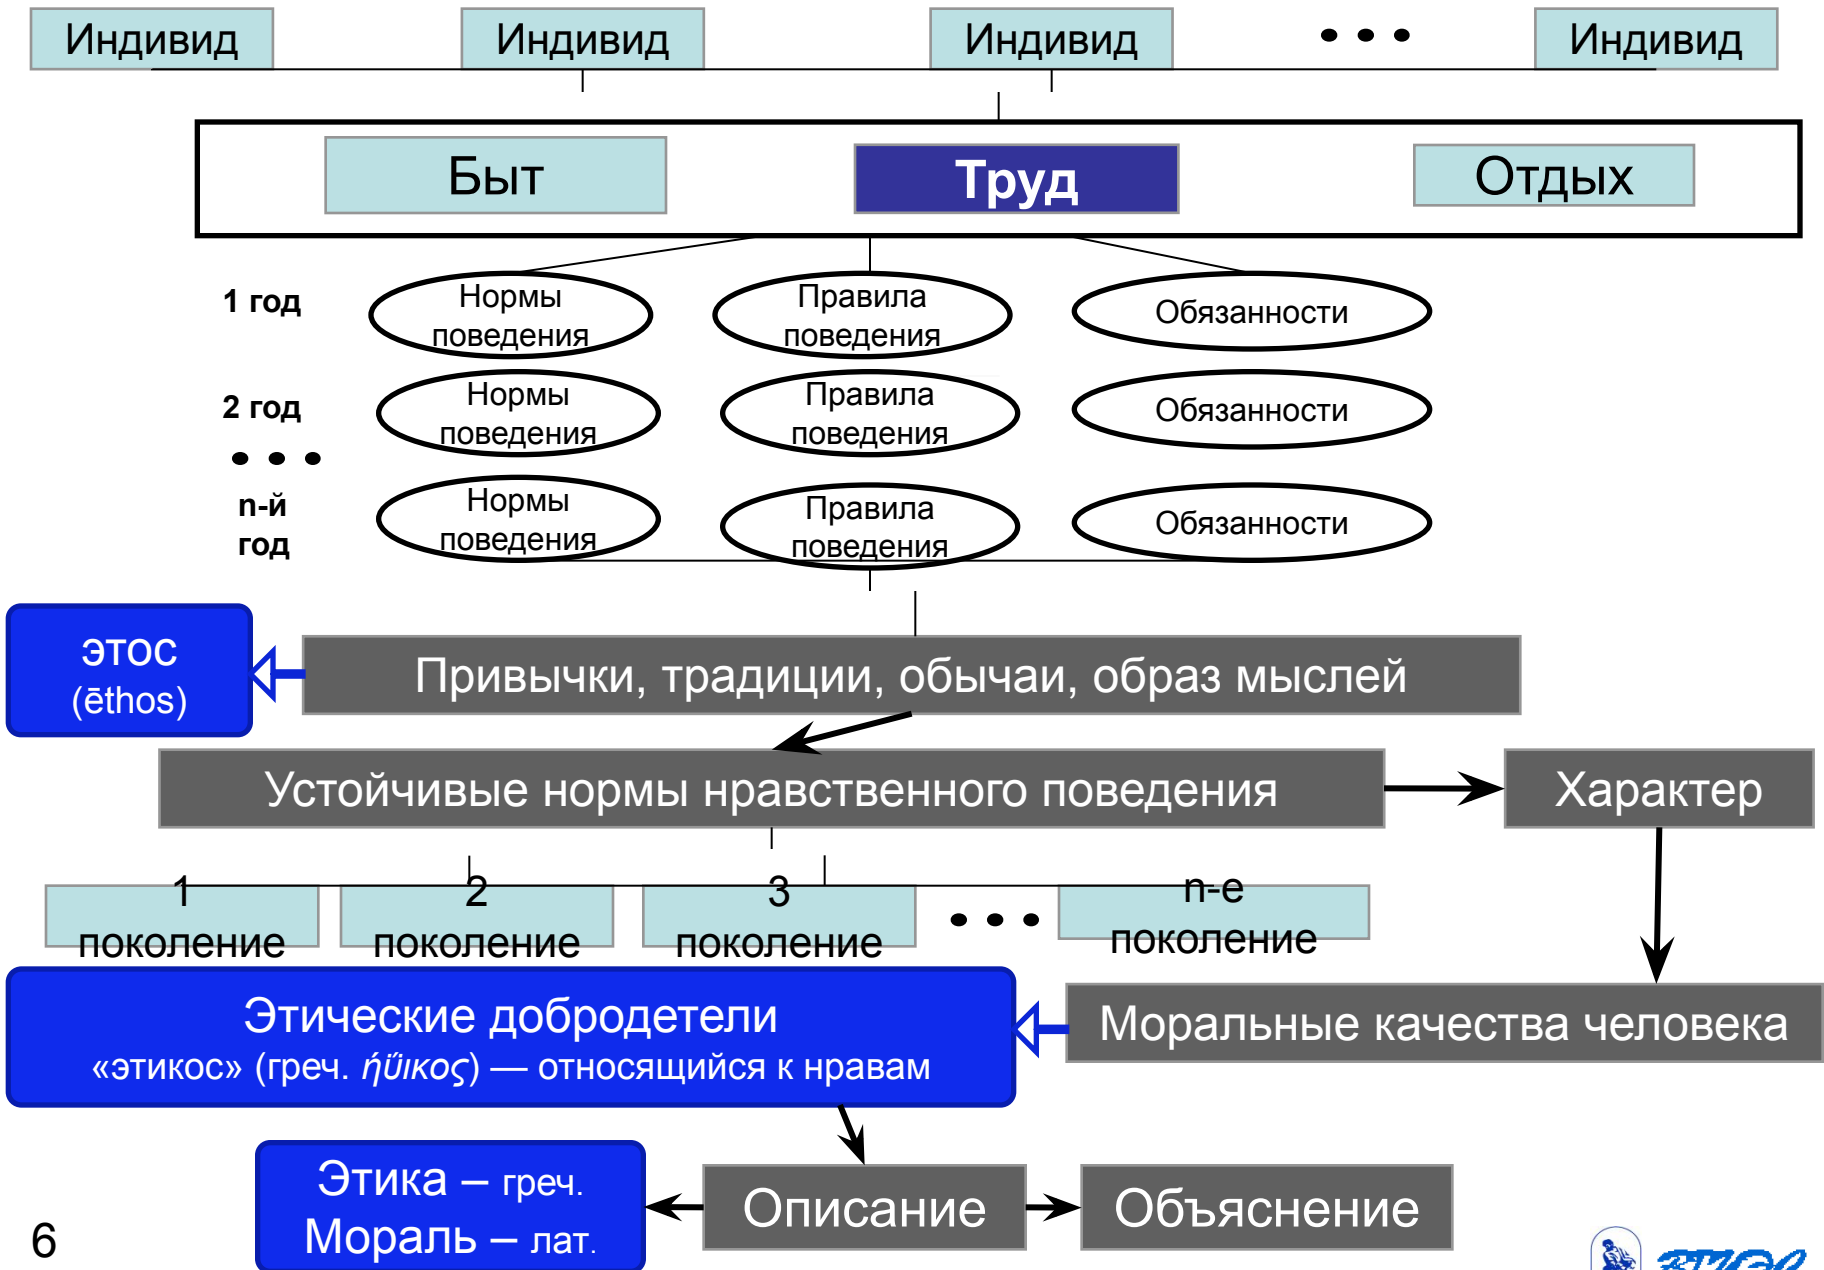 Индивид Индивид Индивид • • • Индивид
Быт Труд Отдых
1 год
Нормы
поведения
Правила
поведения
Обязанности
2 год
Нормы
поведения
Правила
поведения
Обязанности
• • •
n-й
год
Нормы
поведения
Правила
поведения
Обязанности
этос
(ēthos)
Привычки, традиции, обычаи, образ мыслей
Устойчивые нормы нравственного поведения
Характер
1
поколение
2
поколение
3
поколение
• • •
n-е
поколение
Этические добродетели
«этикос» (греч. ήΰικος) — относящийся к нравам
Моральные качества человека
Этика – греч.
Мораль – лат.
Описание
Объяснение
6